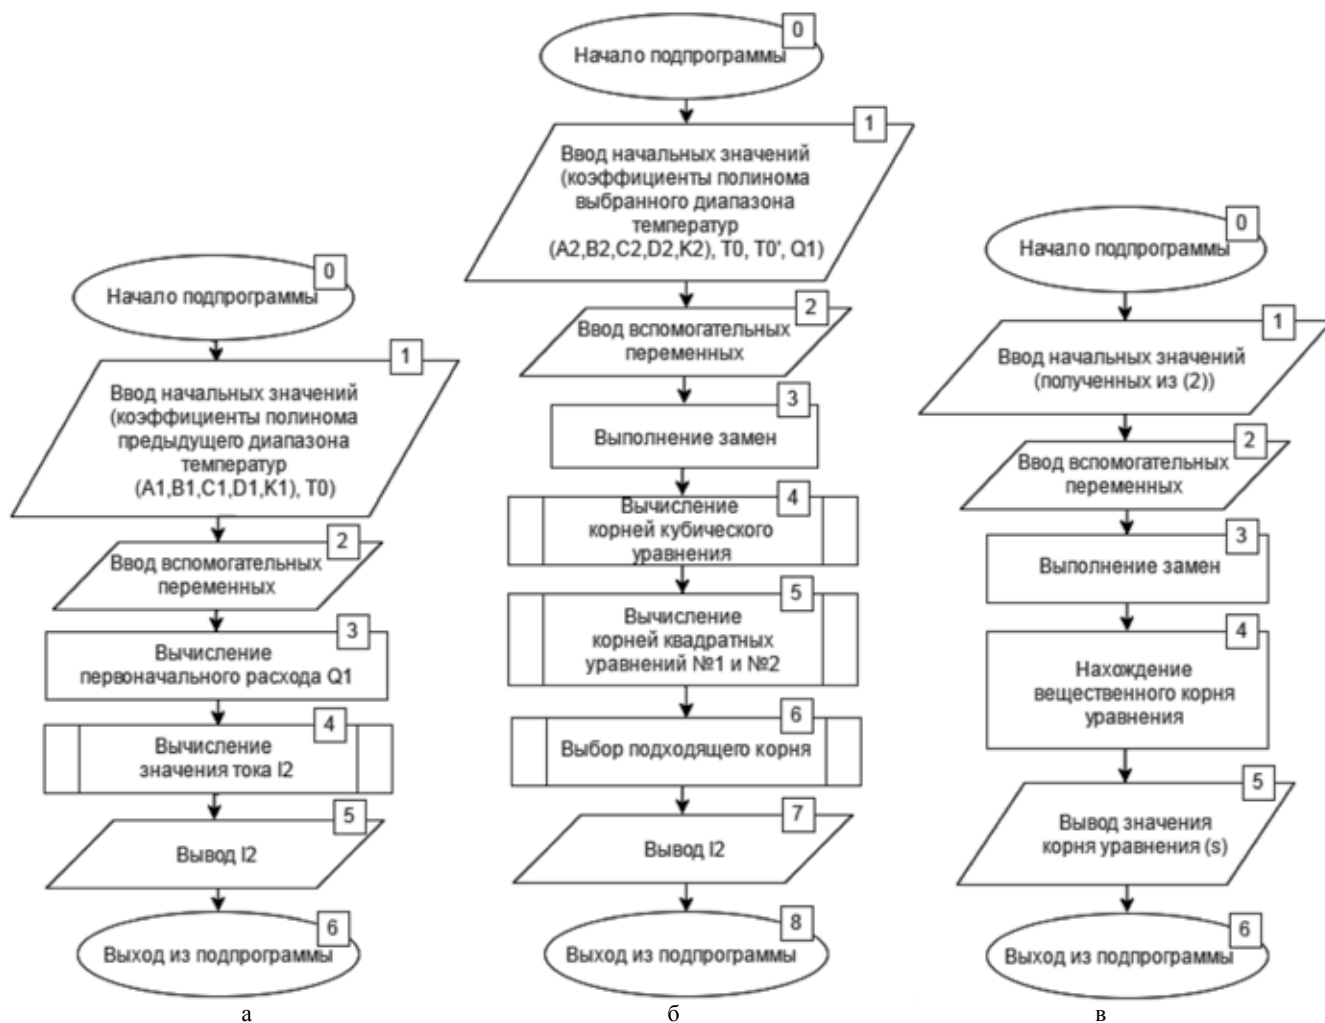 0
Начало подпрограммы
1
Ввод начальных значений
(коэффициенты полинома
предыдущего диапазона
температур
(A1,B1,C1,D1,K1), T0)
2
Ввод вспомогательных
переменных
3
Вычисление
первоначального расхода Q1
4
Вычисление
значения тока I2
5
Вывод I2
6
Выход из подпрограммы
а
0
Начало подпрограммы
1
Ввод начальных значений
(коэффициенты полинома
выбранного диапазона
температур
(A2,B2,C2,D2,K2), T0, T0', Q1)
2
Ввод вспомогательных
переменных
3
Выполнение замен
4
Вычисление
корней кубического
уравнения
5
Вычисление
корней квадратных
уравнений №1 и №2
6
Выбор подходящего корня
7
Вывод I2
8
Выход из подпрограммы
б
0
Начало подпрограммы
1
Ввод начальных значений
(полученных из (2))
2
Ввод вспомогательных
переменных
3
Выполнение замен
4
Нахождение
вещественного корня
уравнения
5
Вывод значения
корня уравнения (s)
6
Выход из подпрограммы
в